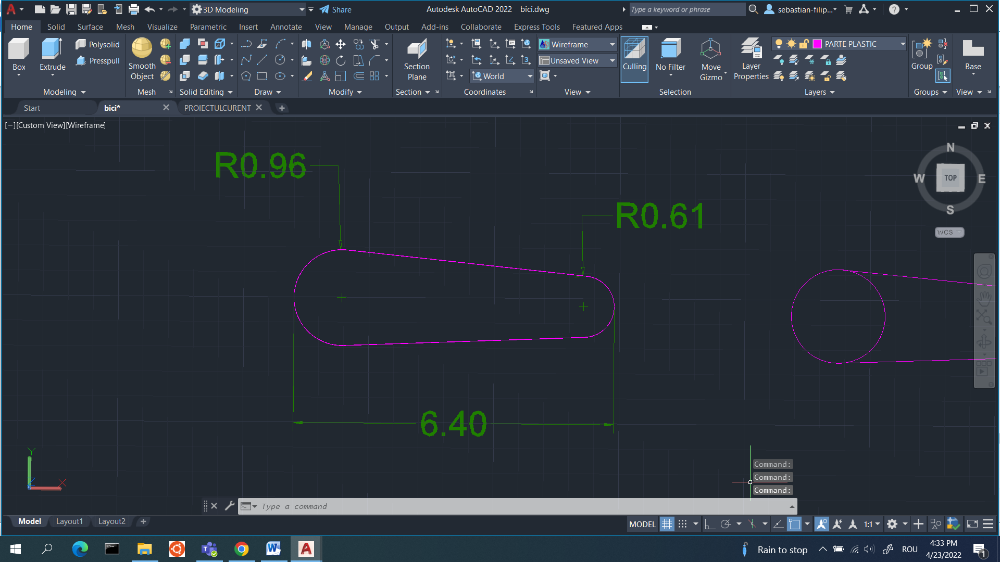 3D Modeling
Share
Autodesk AutoCAD 2022 bici.dwg
Type a keyword or phrase
sebastian-filip...
Home Solid Surface Mesh Visualize Parametric Insert Annotate View Manage Output Add-ins Collaborate Express Tools Featured Apps
Box
Extrude
Polysolid
Presspull
Modeling
Smooth
Object
Mesh
Solid Editing
Draw
Modify
Section
Plane
Section
World
Coordinates
Wireframe
Unsaved View
View
Culling
No Filter
Move
Gizmo
Selection
Layer
Properties
PARTE PLASTIC
Layers
Group
Groups
Base
View
Start
bici*
PROIECTULCURENT
[−][Custom View][Wireframe]
N
W
TOP
E
S
WCS
R0.96
R0.61
6.40
Y
X
Command:
Command:
Command:
Type a command
Model Layout1 Layout2
MODEL
1:1
Rain to stop
ROU
4:33 PM
4/23/2022
1